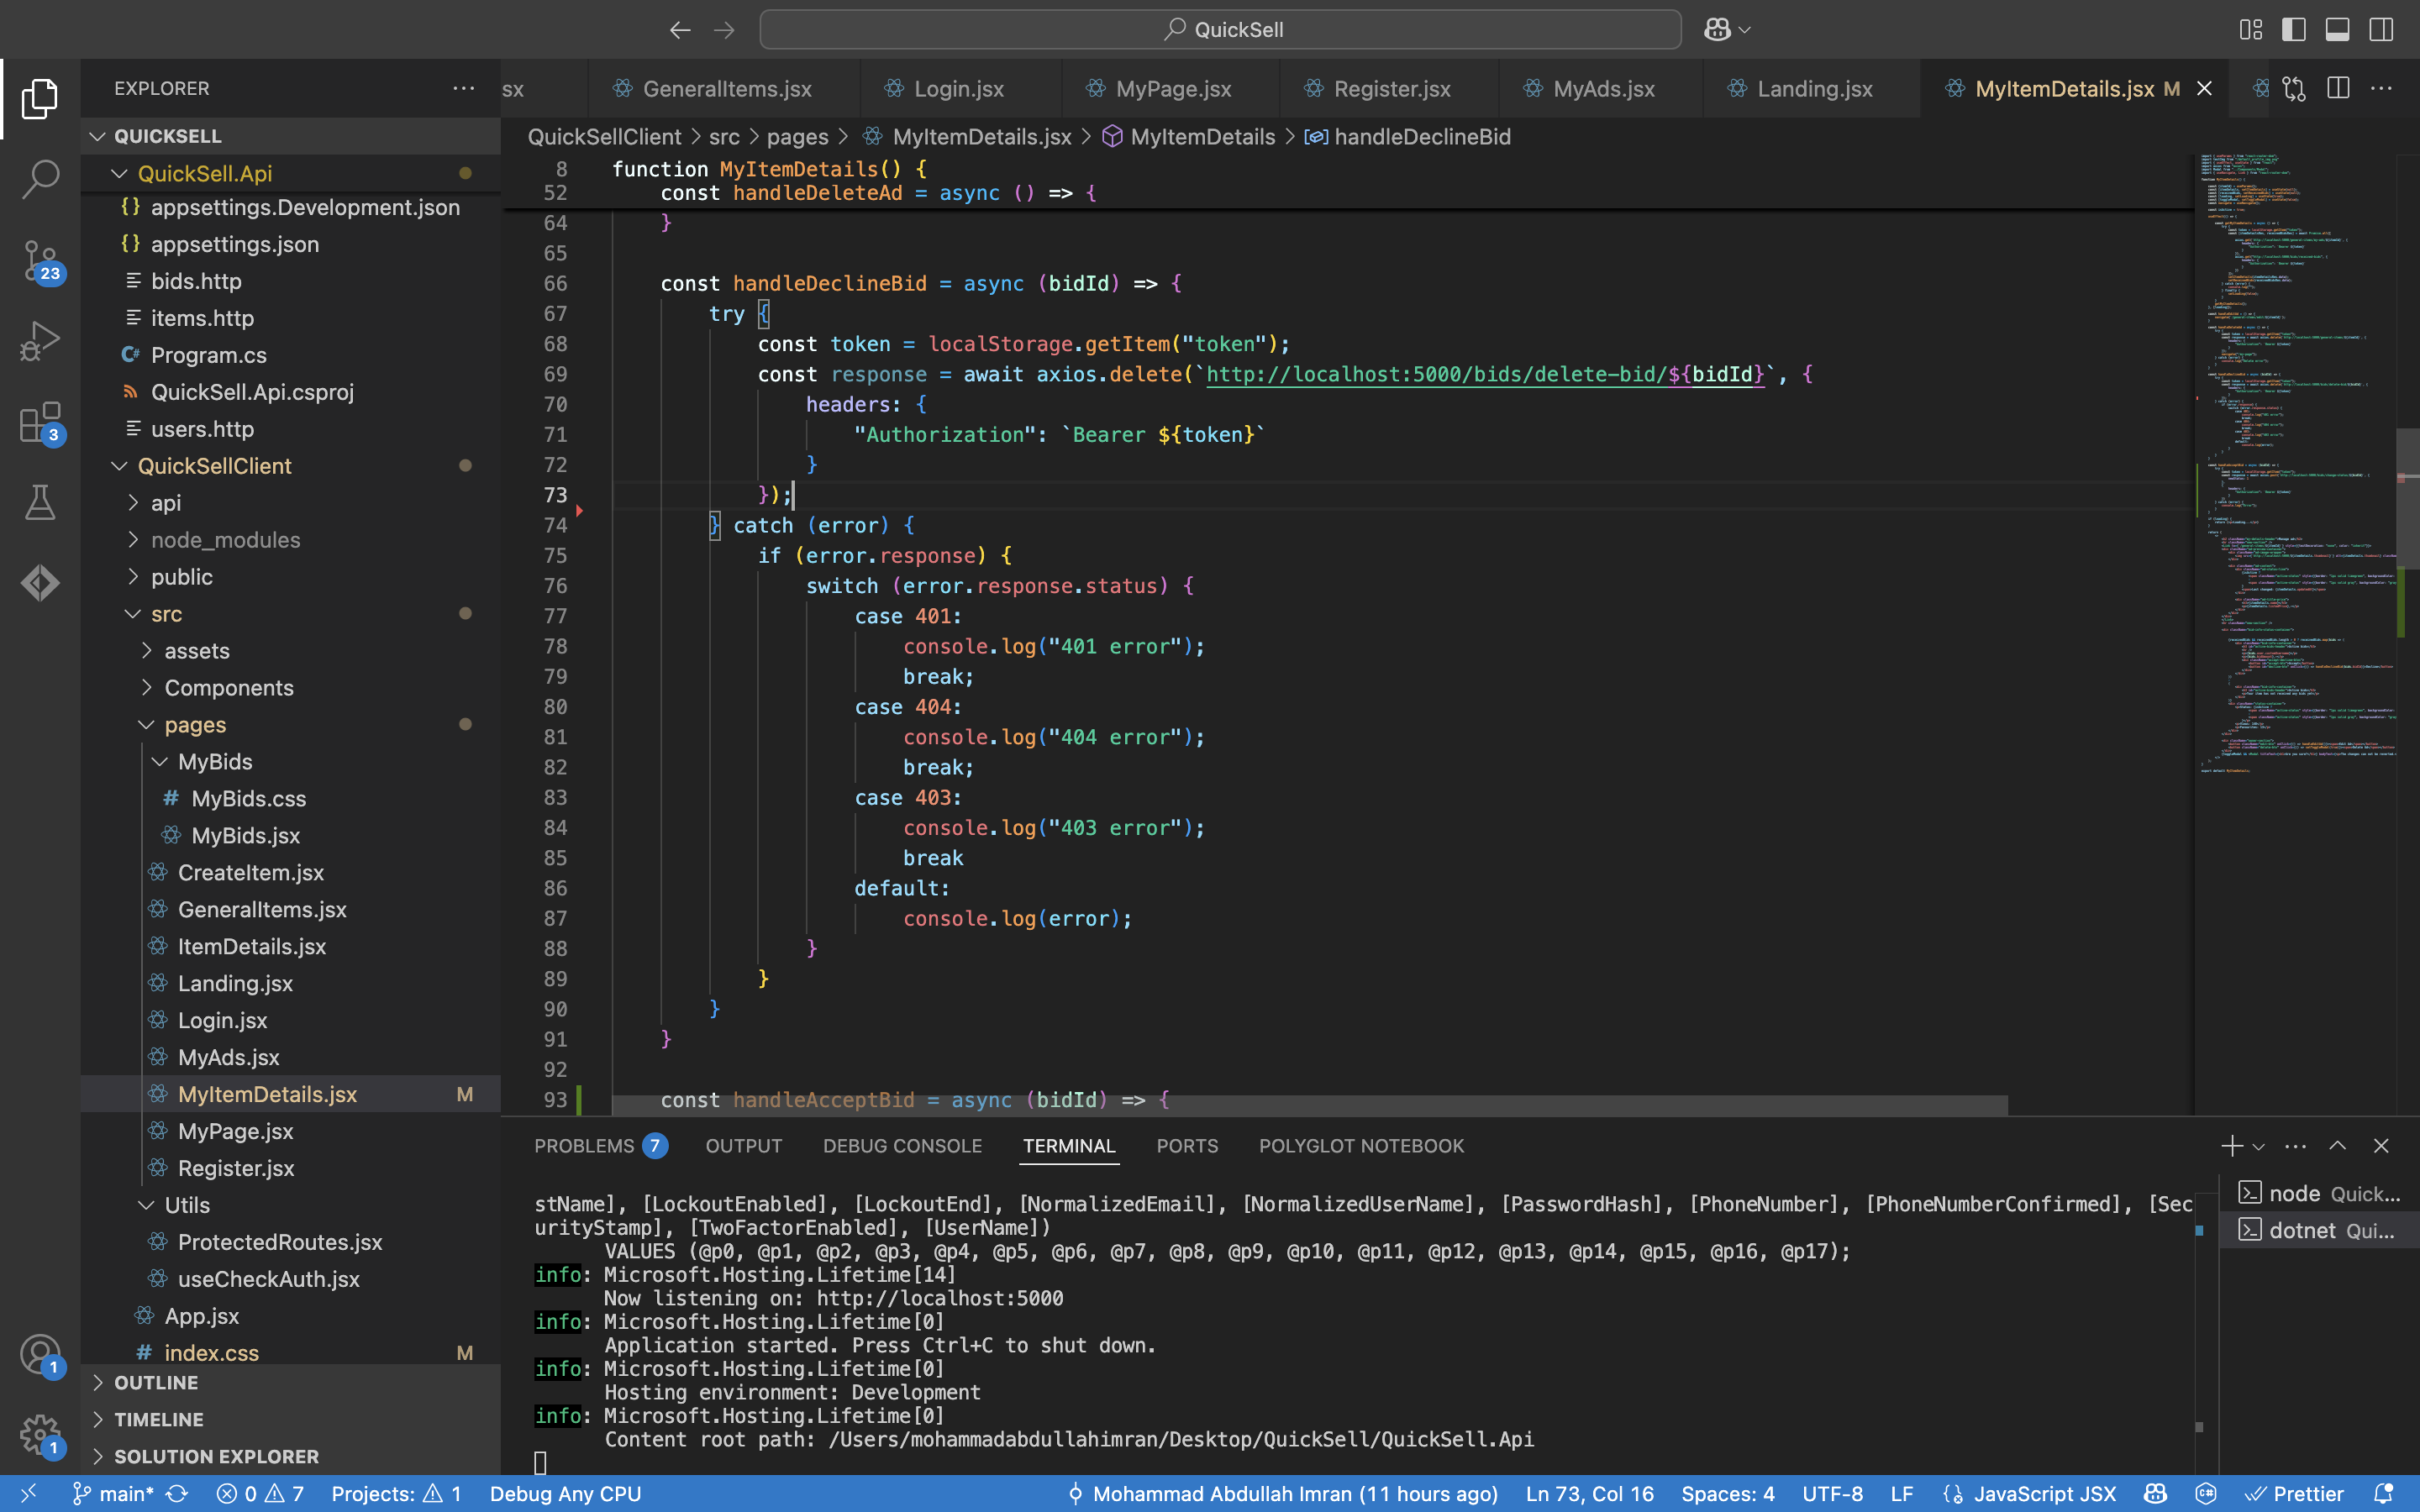 QuickSell
EXPLORER
QUICKSELL
QuickSell.Api
appsettings.Development.json
appsettings.json
bids.http
items.http
Program.cs
QuickSell.Api.csproj
users.http
QuickSellClient
api
node_modules
public
src
assets
Components
pages
MyBids
MyBids.css
MyBids.jsx
CreateItem.jsx
GeneralItems.jsx
ItemDetails.jsx
Landing.jsx
Login.jsx
MyAds.jsx
MyItemDetails.jsx M
MyPage.jsx
Register.jsx
Utils
ProtectedRoutes.jsx
useCheckAuth.jsx
App.jsx
index.css M
OUTLINE
TIMELINE
SOLUTION EXPLORER
23
3
1
1
sx GeneralItems.jsx Login.jsx MyPage.jsx Register.jsx MyAds.jsx Landing.jsx MyItemDetails.jsx M
QuickSellClient > src > pages > MyItemDetails.jsx > MyItemDetails > handleDeclineBid
8 function MyItemDetails() {
52 const handleDeleteAd = async () => {
64 }
65
66 const handleDeclineBid = async (bidId) => {
67 try {
68 const token = localStorage.getItem("token");
69 const response = await axios.delete(`http://localhost:5000/bids/delete-bid/${bidId}`, {
70 headers: {
71 "Authorization": `Bearer ${token}`
72 }
73 });
74 } catch (error) {
75 if (error.response) {
76 switch (error.response.status) {
77 case 401:
78 console.log("401 error");
79 break;
80 case 404:
81 console.log("404 error");
82 break;
83 case 403:
84 console.log("403 error");
85 break
86 default:
87 console.log(error);
88 }
89 }
90 }
91 }
92
93 const handleAcceptBid = async (bidId) => {
PROBLEMS 7 OUTPUT DEBUG CONSOLE TERMINAL PORTS POLYGLOT NOTEBOOK
stName], [LockoutEnabled], [LockoutEnd], [NormalizedEmail], [NormalizedUserName], [PasswordHash], [PhoneNumber], [PhoneNumberConfirmed], [Sec
urityStamp], [TwoFactorEnabled], [UserName])
VALUES (@p0, @p1, @p2, @p3, @p4, @p5, @p6, @p7, @p8, @p9, @p10, @p11, @p12, @p13, @p14, @p15, @p16, @p17);
info: Microsoft.Hosting.Lifetime[14]
Now listening on: http://localhost:5000
info: Microsoft.Hosting.Lifetime[0]
Application started. Press Ctrl+C to shut down.
info: Microsoft.Hosting.Lifetime[0]
Hosting environment: Development
info: Microsoft.Hosting.Lifetime[0]
Content root path: /Users/mohammadabdullahimran/Desktop/QuickSell/QuickSell.Api
node Quick...
dotnet Qui...
main* 0 7 Projects: 1 Debug Any CPU Mohammad Abdullah Imran (11 hours ago) Ln 73, Col 16 Spaces: 4 UTF-8 LF JavaScript JSX Prettier